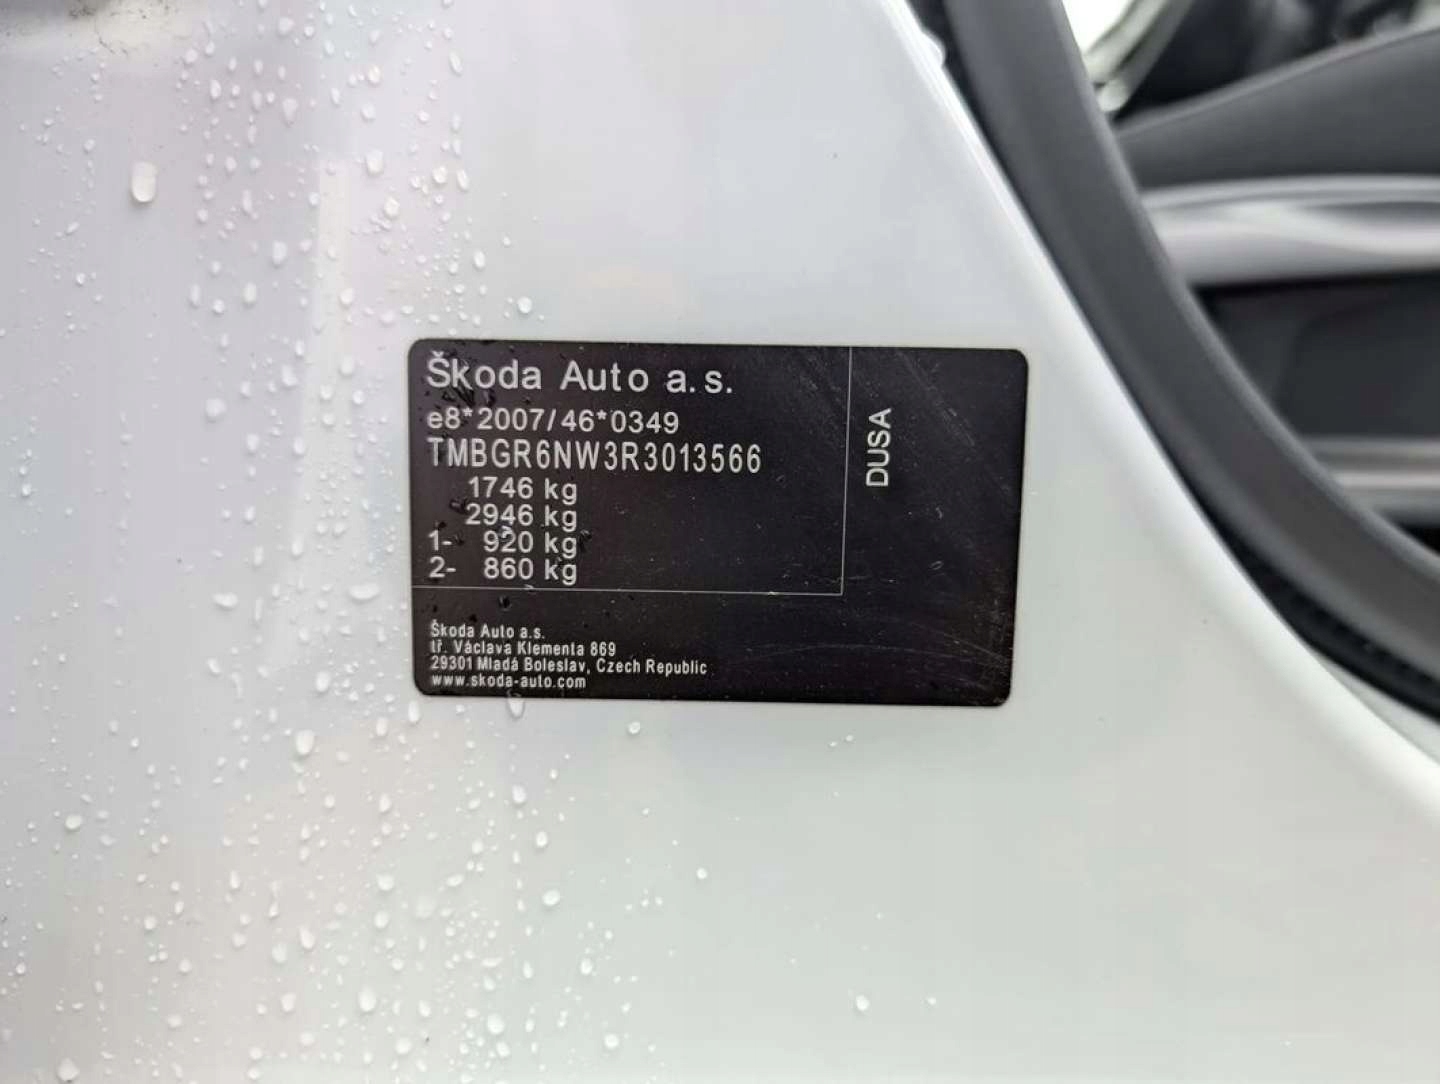 Škoda Auto a.s.
e8*2007/46*0349
TMBGR6NW3R3013566
1746 kg
2946 kg
1- 920 kg
2- 860 kg
DUSA
Škoda Auto a.s.
tř. Václava Klementa 869
29301 Mladá Boleslav, Czech Republic
www.skoda-auto.com